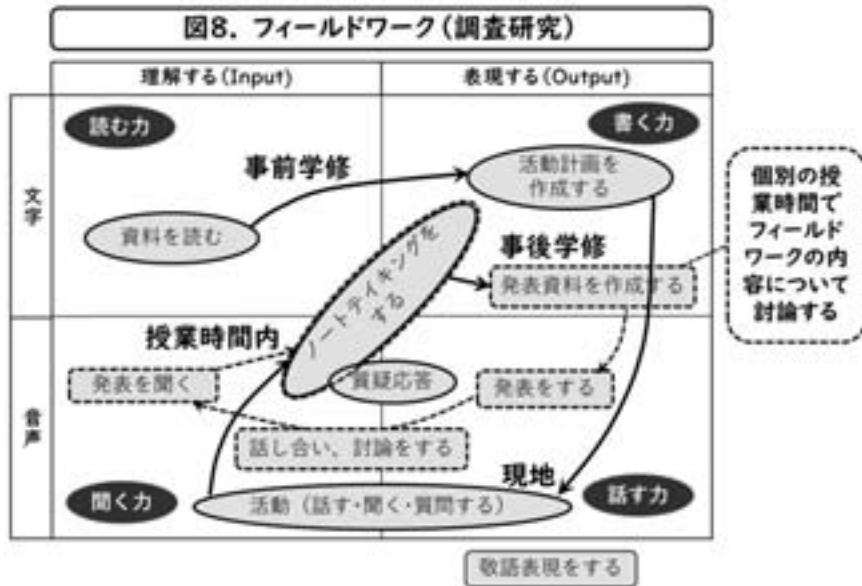 図8. フィールドワーク(調査研究)
理解する(Input)
表現する(Output)
文字
音声
読む力
書く力
事前学修
活動計画を
作成する
資料を読む
ノートテイキングを
する
事後学修
発表資料を作成する
個別の授
業時間で
フィールド
ワークの内
容について
討論する
授業時間内
発表を聞く
質疑応答
発表をする
話し合い、討論をする
現地
聞く力
活動(話す・聞く・質問する)
話す力
敬語表現をする